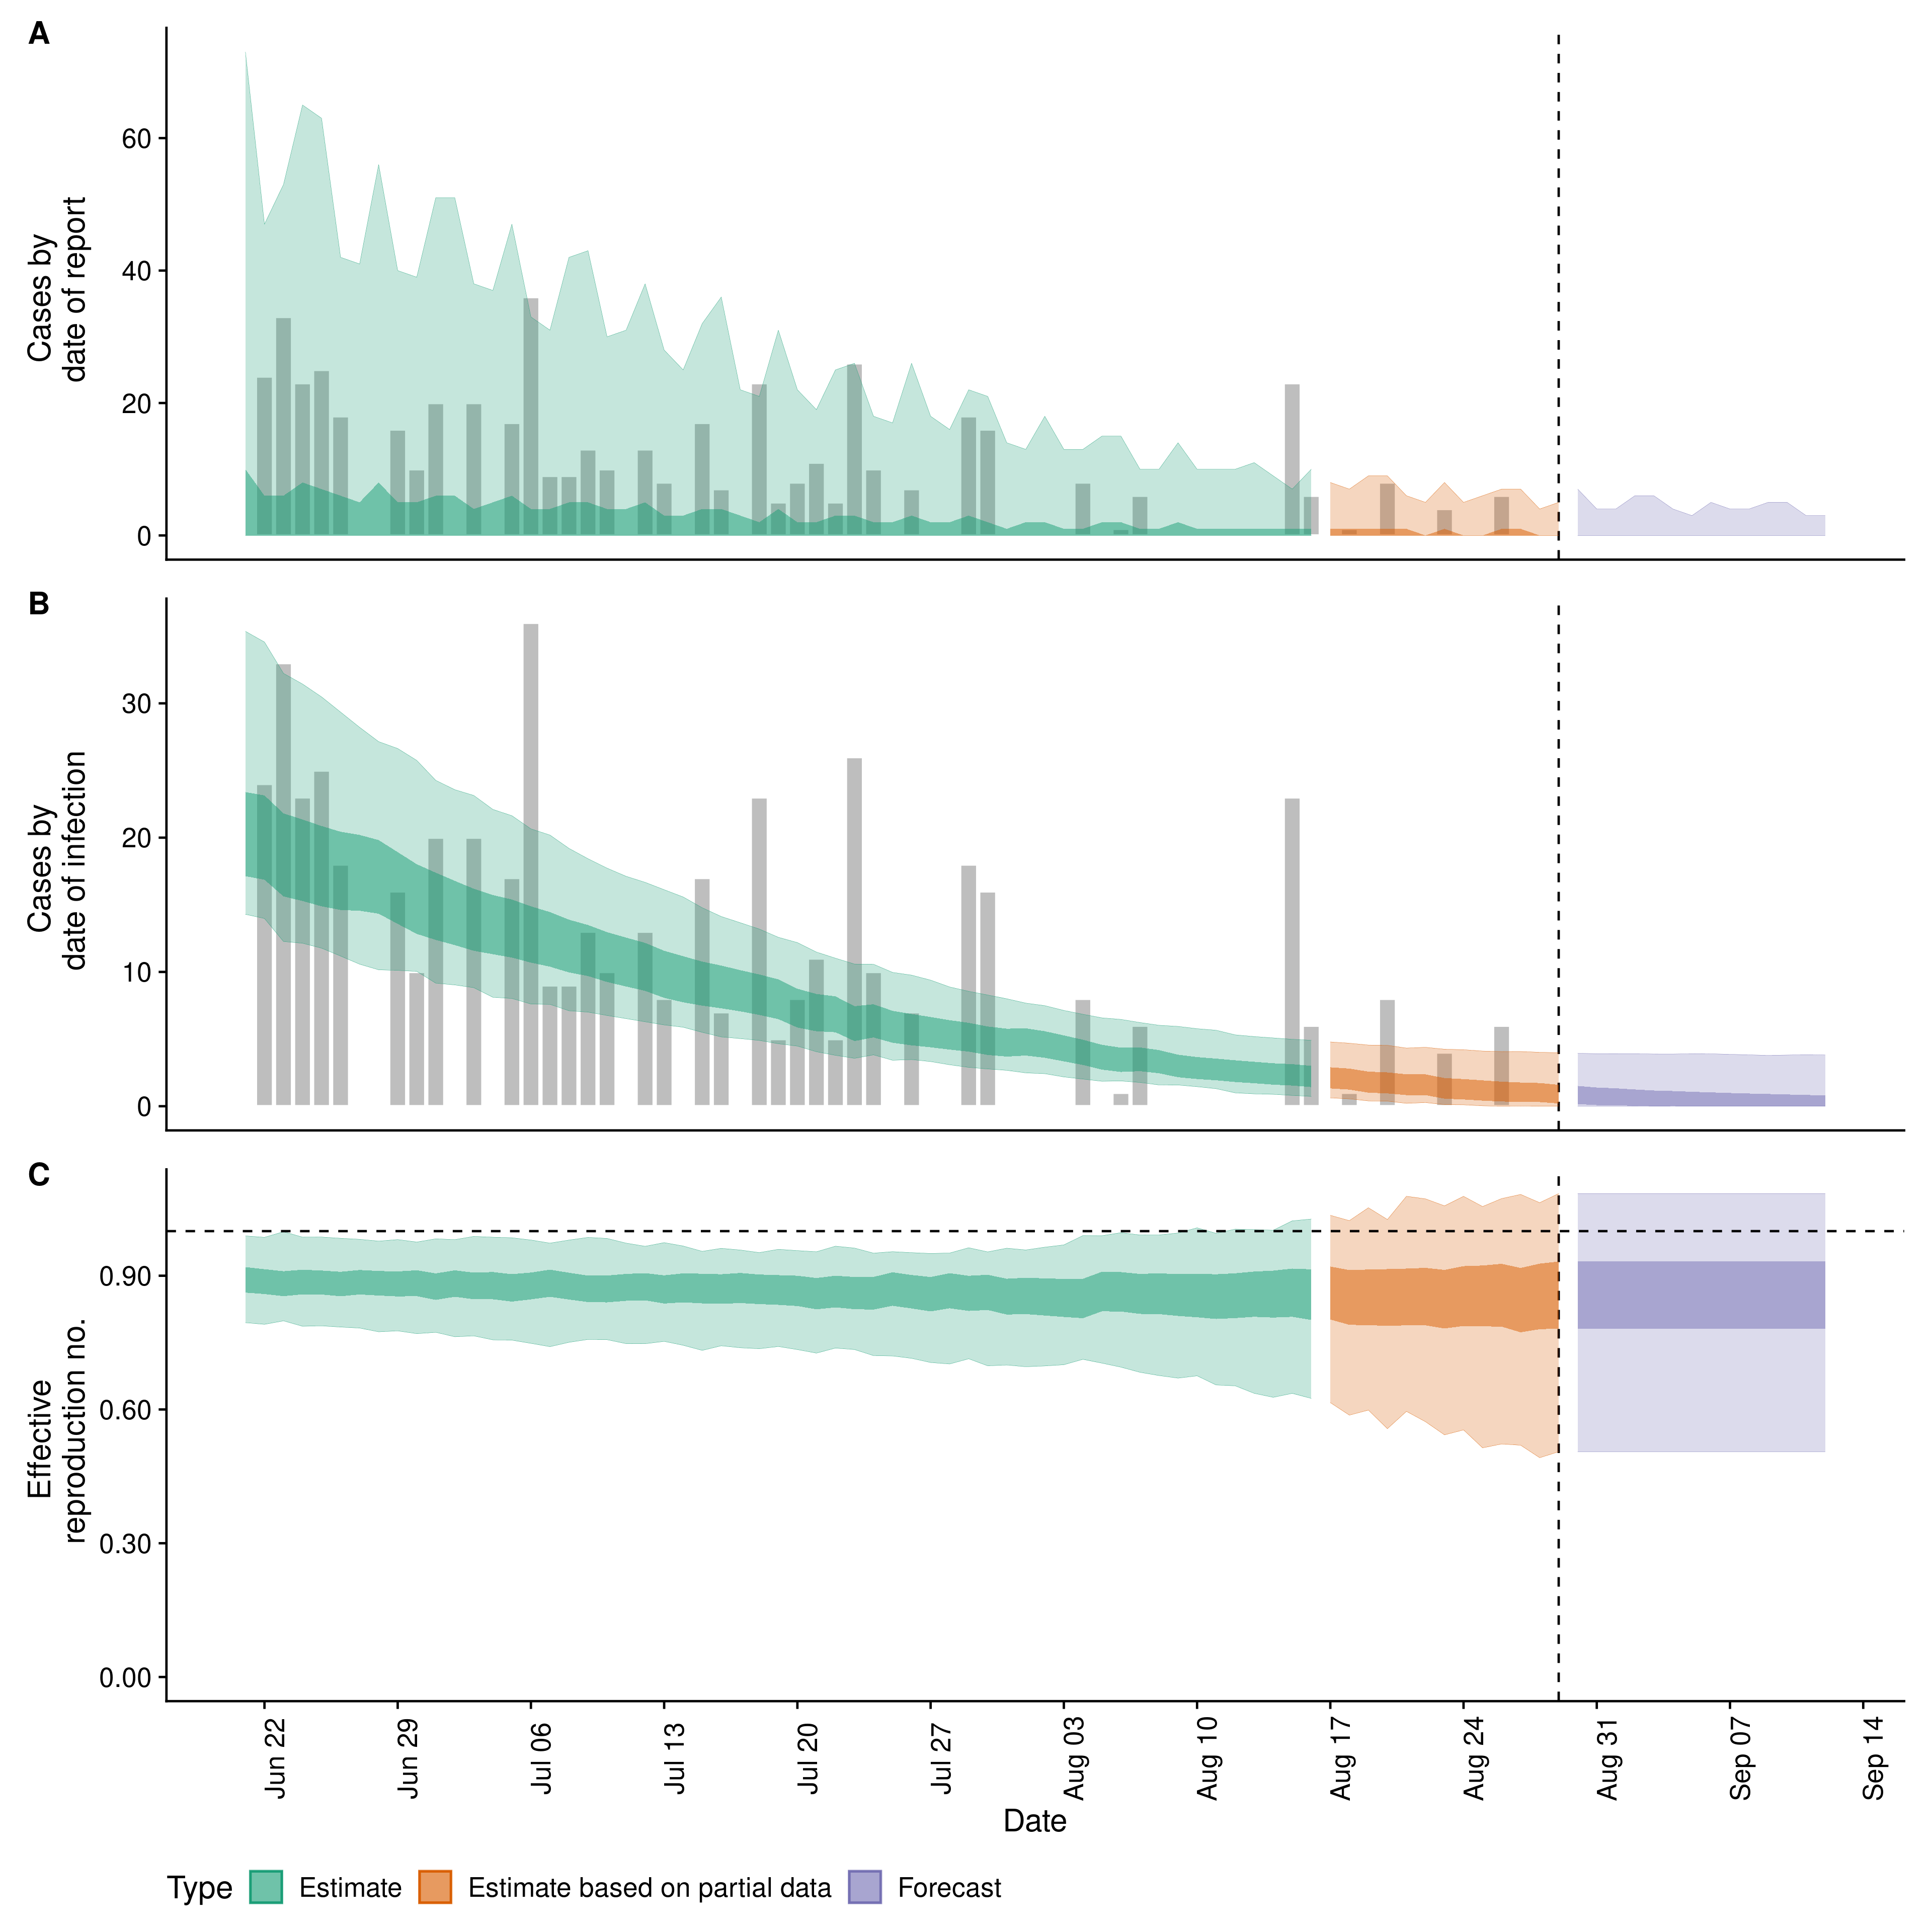 A
Cases by
date of report
60
40
20
0
B
Cases by
date of infection
30
20
10
0
C
Effective
reproduction no.
0.90
0.60
0.30
0.00
Jun 22
Jun 29
Jul 06
Jul 13
Jul 20
Jul 27
Aug 03
Aug 10
Aug 17
Aug 24
Aug 31
Sep 07
Sep 14
Date
Type Estimate Estimate based on partial data Forecast